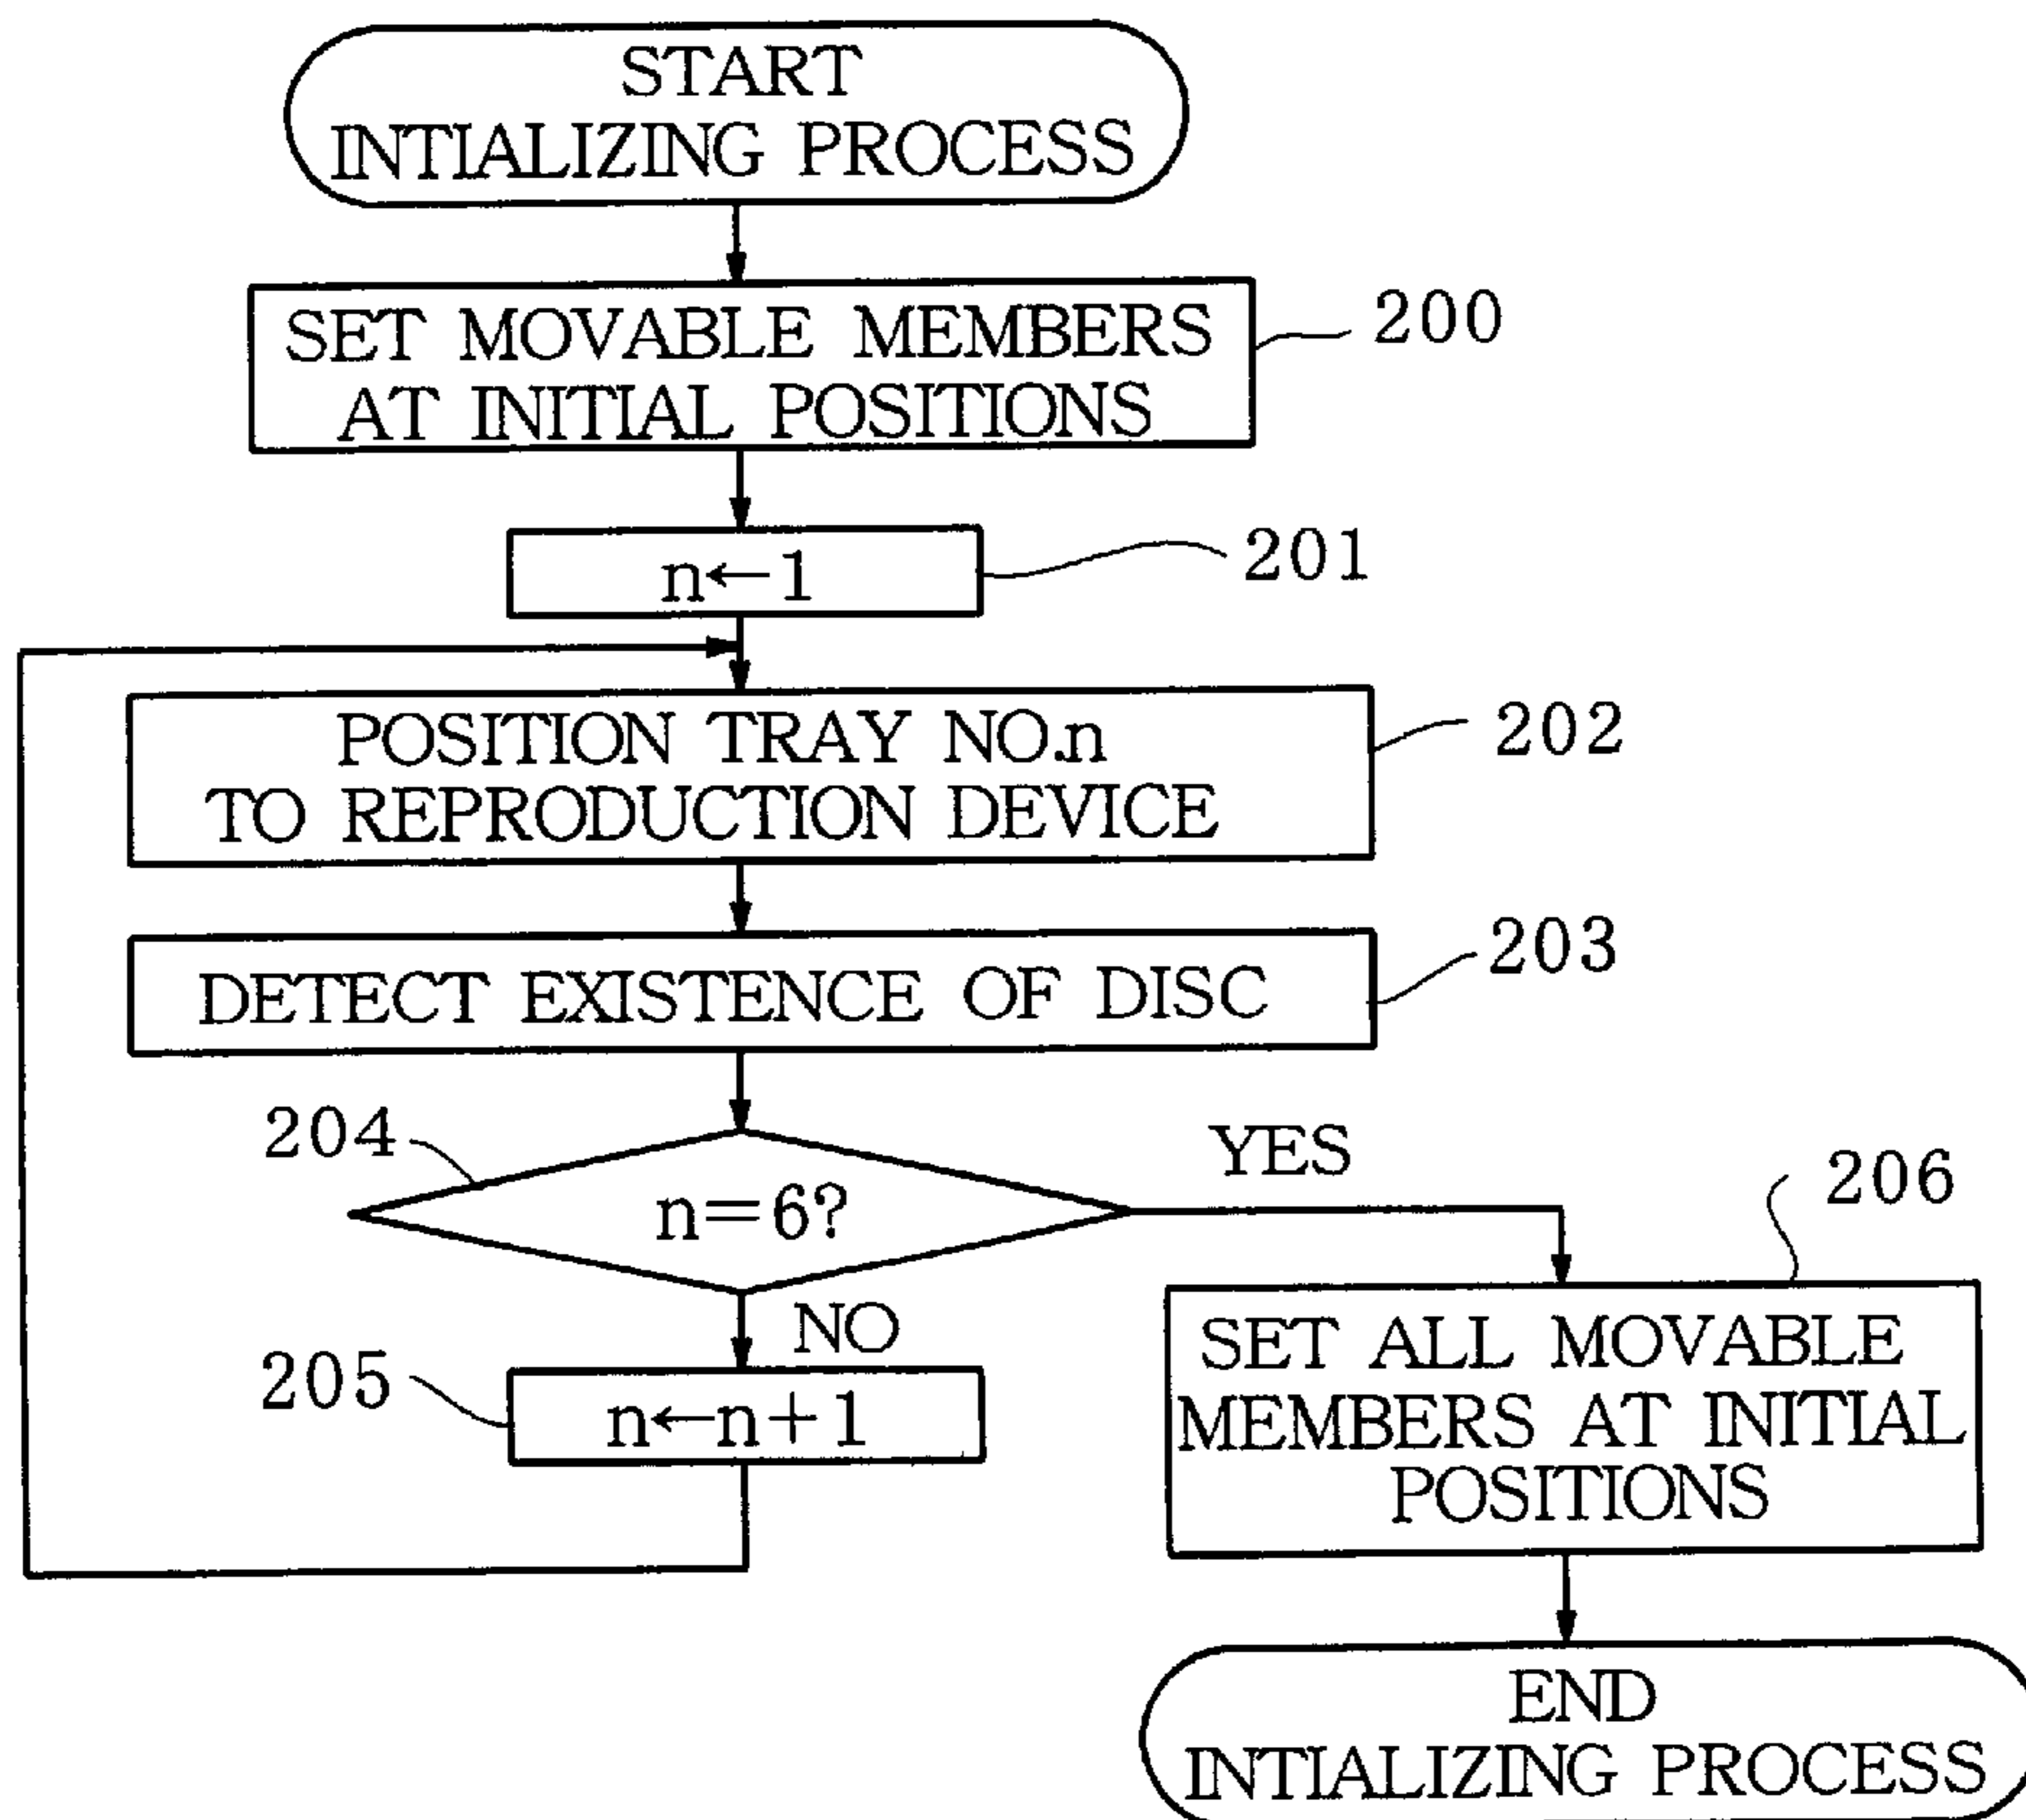 START
INTIALIZING PROCESS
SET MOVABLE MEMBERS
AT INITIAL POSITIONS
200
n←1
201
POSITION TRAY NO.n
TO REPRODUCTION DEVICE
202
DETECT EXISTENCE OF DISC
203
204
n=6?
YES
NO
205
n←n+1
206
SET ALL MOVABLE
MEMBERS AT INITIAL
POSITIONS
END
INTIALIZING PROCESS